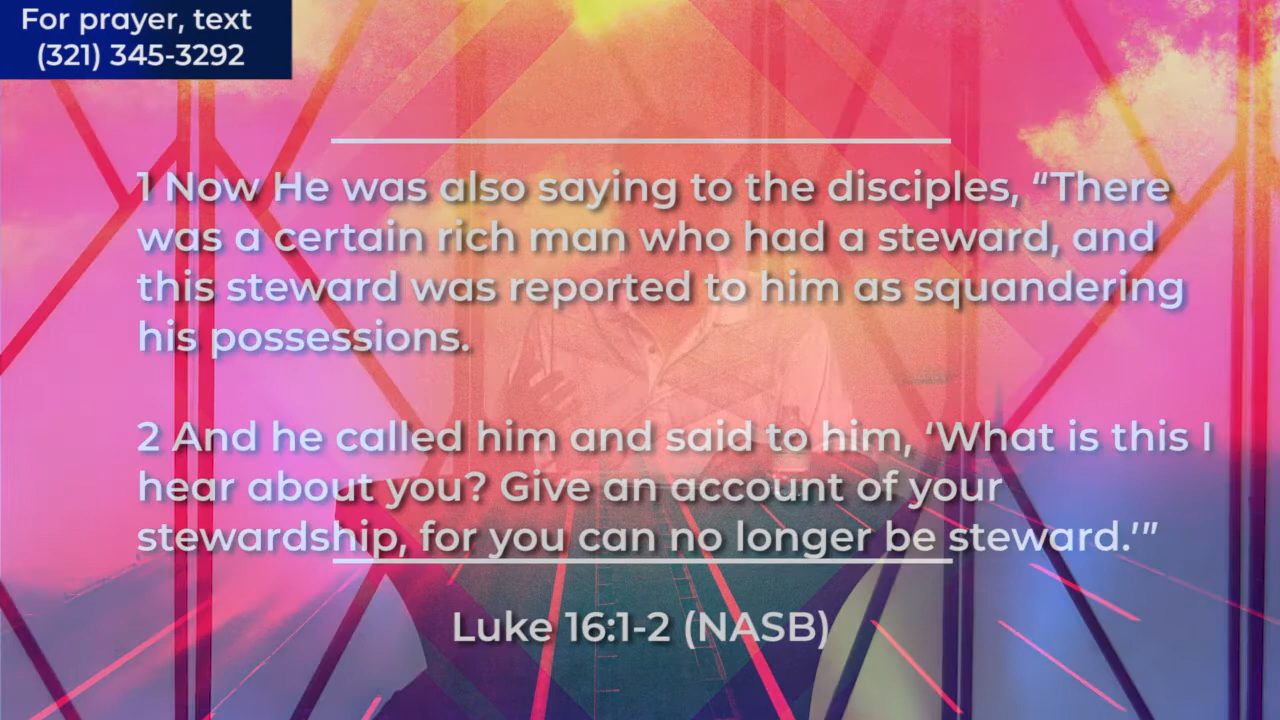 For prayer, text
(321) 345-3292
1 Now He was also saying to the disciples, “There
was a certain rich man who had a steward, and
this steward was reported to him as squandering
his possessions.
2 And he called him and said to him, ‘What is this I
hear about you? Give an account of your
stewardship, for you can no longer be steward.’”
Luke 16:1-2 (NASB)